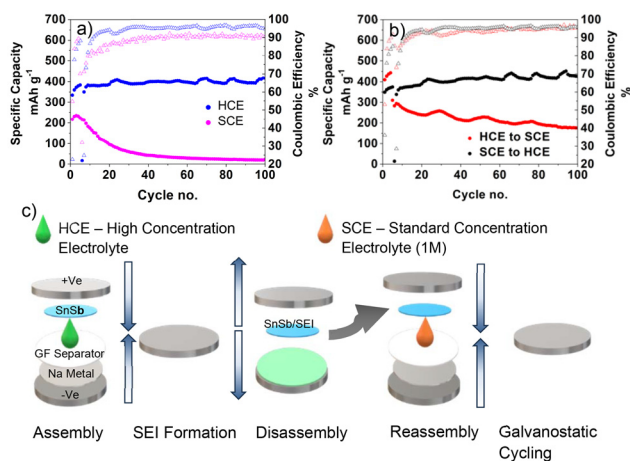 a)
700
600
500
400
300
200
100
0
Specific Capacity
mAh g⁻¹
HCE
SCE
100
90
80
70
60
50
40
30
20
Coulombic Efficiency
%
0 20 40 60 80 100
Cycle no.
b)
700
600
500
400
300
200
100
0
Specific Capacity
mAh g⁻¹
HCE to SCE
SCE to HCE
100
90
80
70
60
50
40
30
20
Coulombic Efficiency
%
0 20 40 60 80 100
Cycle no.
c)
HCE – High Concentration
Electrolyte
SCE – Standard Concentration
Electrolyte (1M)
+Ve
SnSb
GF Separator
Na Metal
-Ve
SnSb/SEI
Assembly
SEI Formation
Disassembly
Reassembly
Galvanostatic
Cycling